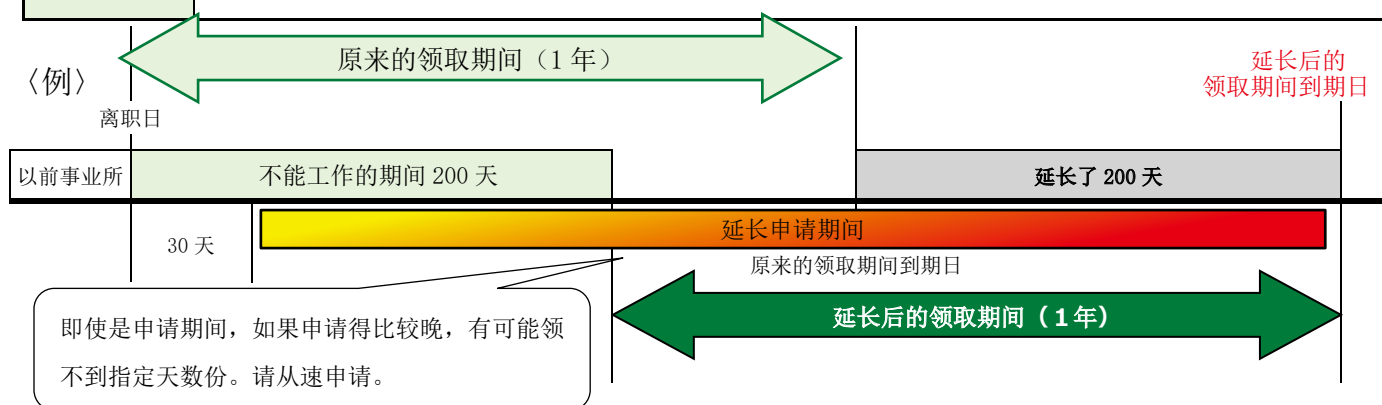 原来的领取期间（1 年）
延长后的
领取期间到期日
〈例〉
离职日
以前事业所
不能工作的期间 200 天
延长了 200 天
30 天
延长申请期间
原来的领取期间到期日
延长后的领取期间（1 年）
即使是申请期间，如果申请得比较晚，有可能领
不到指定天数份。请从速申请。